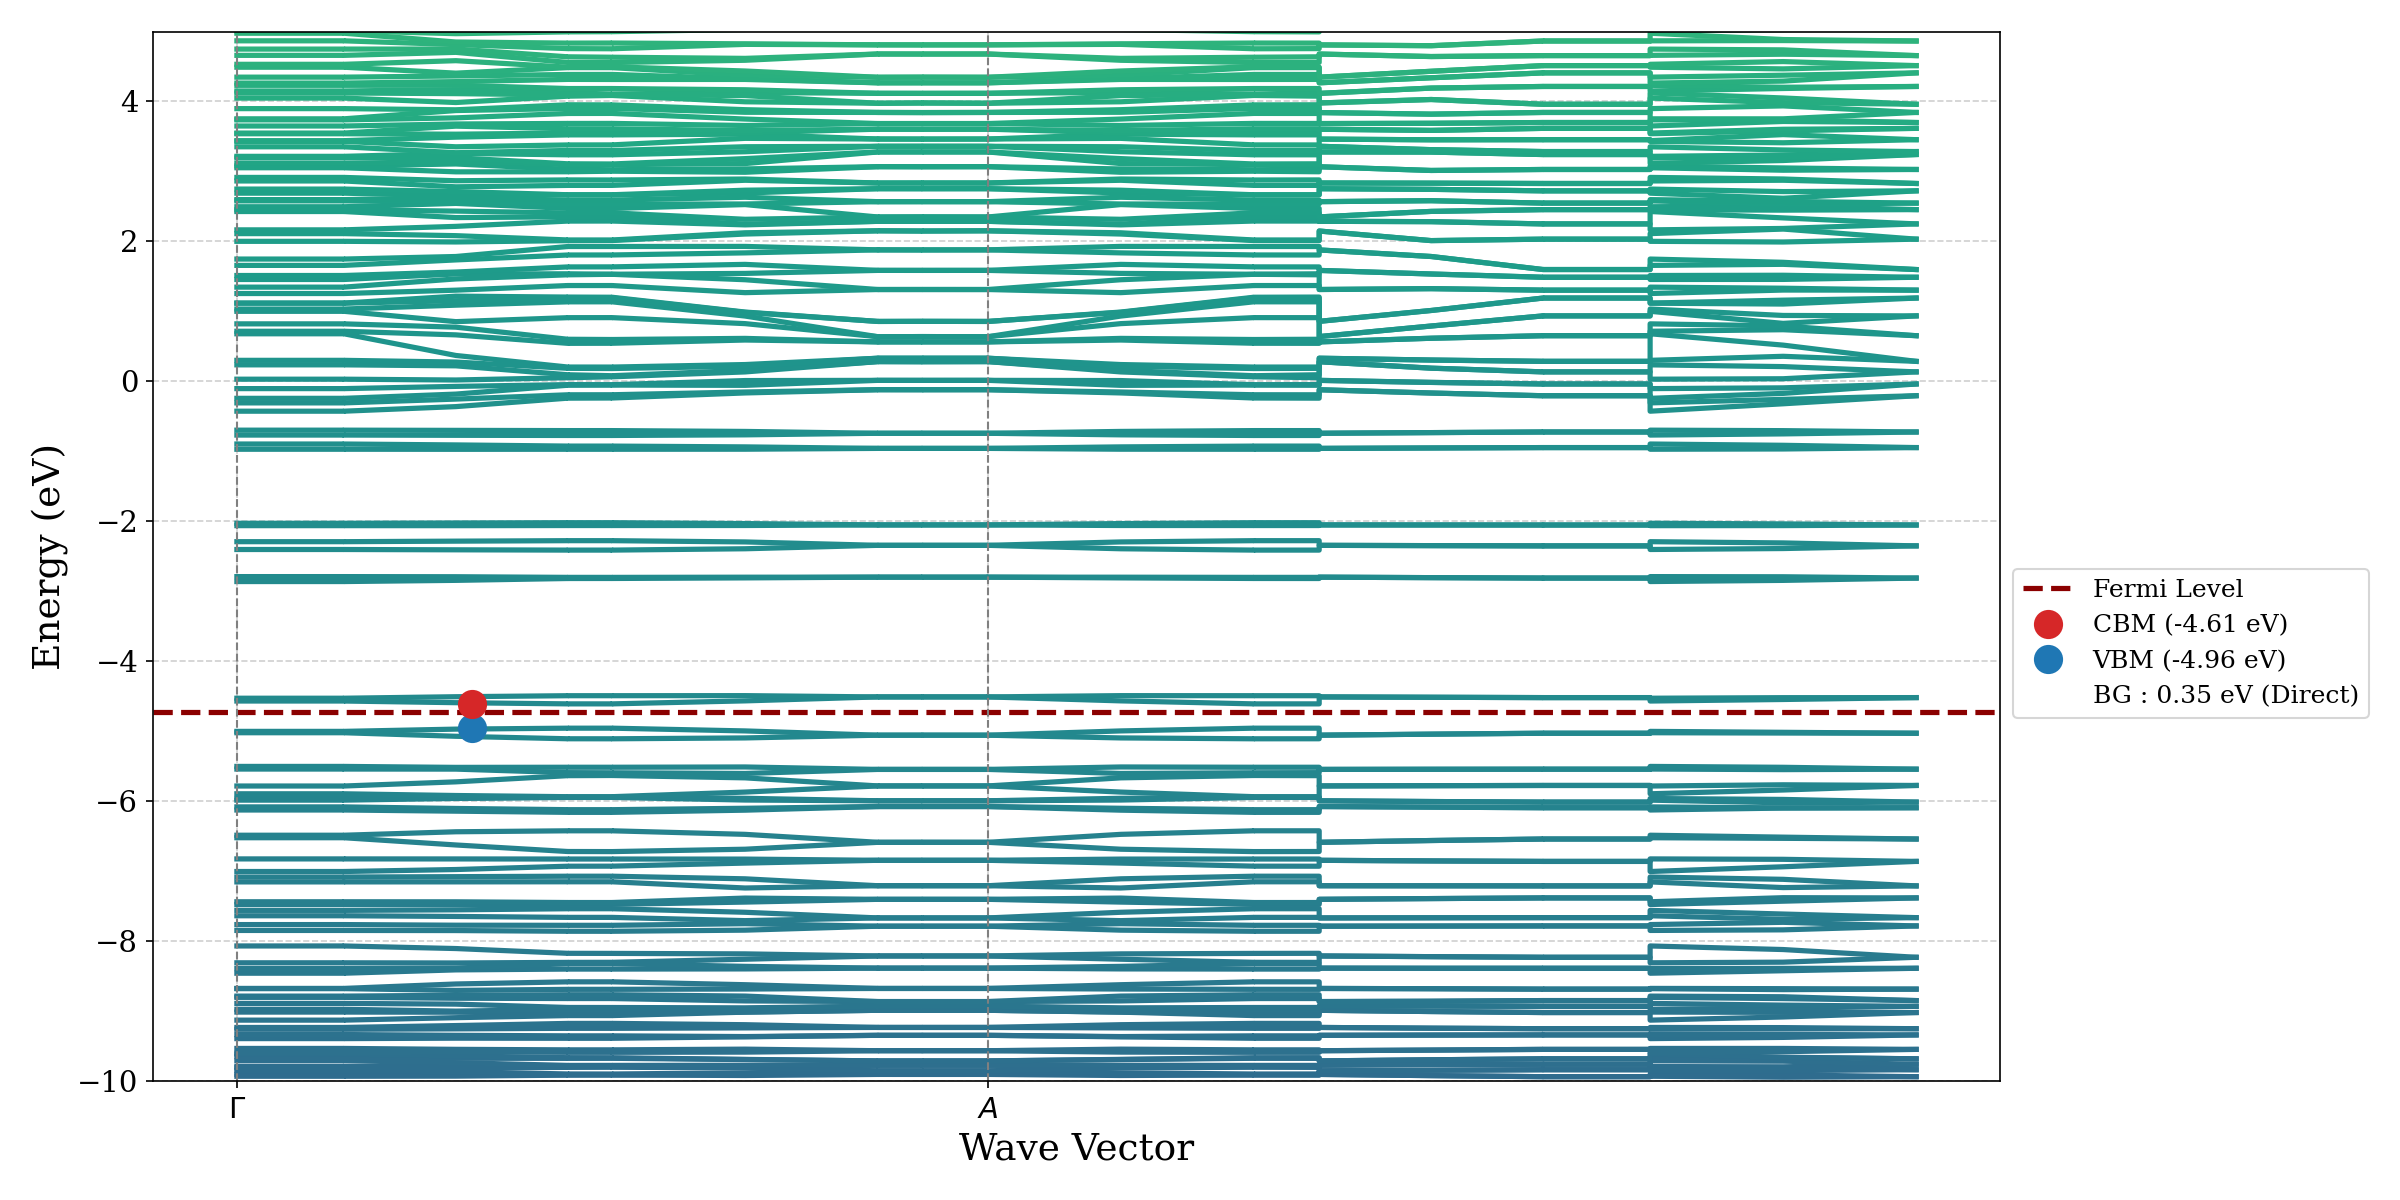 4
2
0
−2
−4
−6
−8
−10
Energy (eV)
Γ
A
Wave Vector
Fermi Level
CBM (-4.61 eV)
VBM (-4.96 eV)
BG : 0.35 eV (Direct)